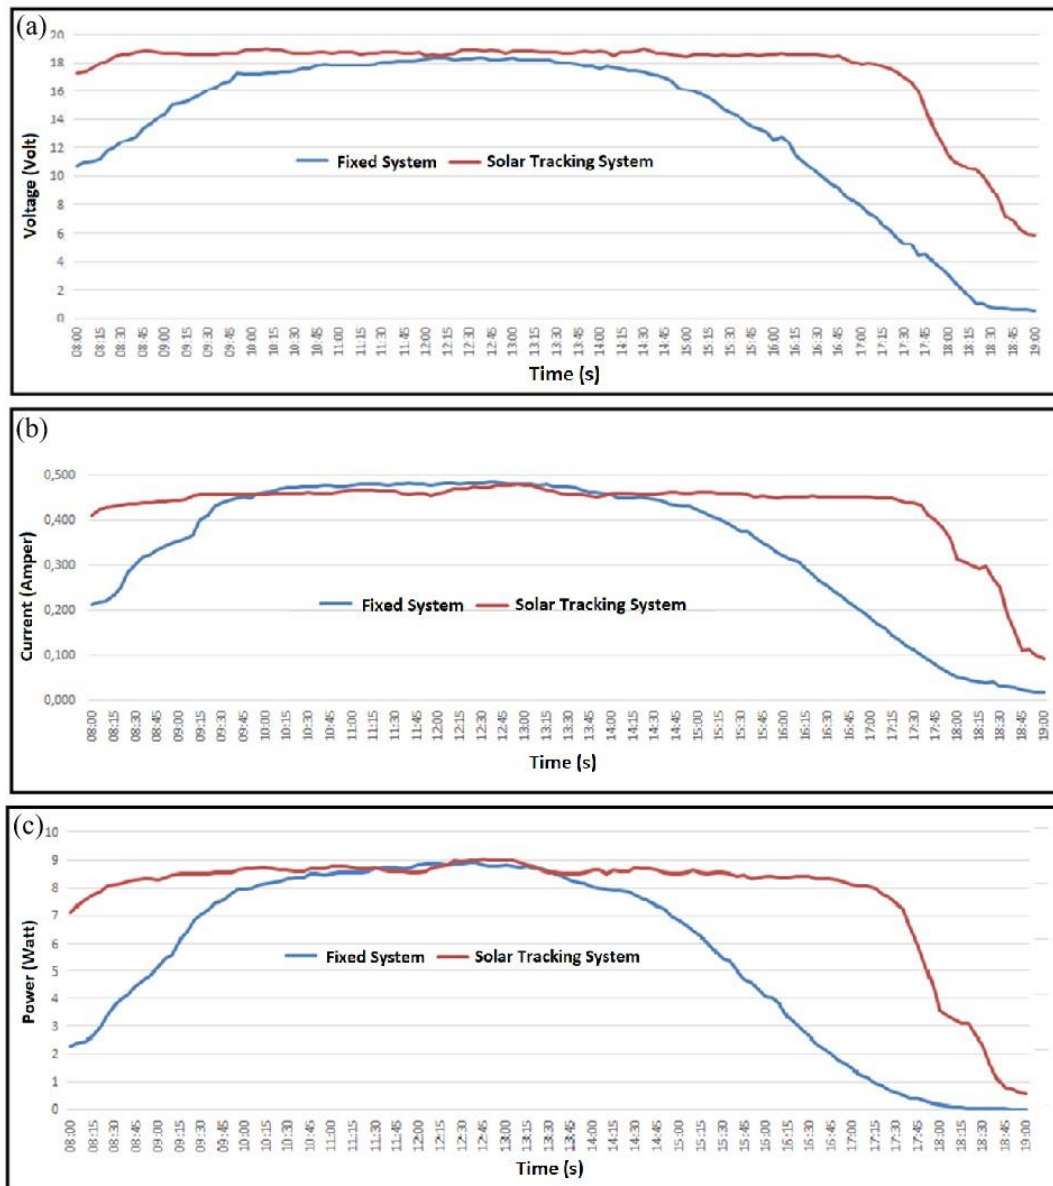 (a)
20
18
16
14
12
10
8
6
4
2
0
Voltage (Volt)
Fixed System Solar Tracking System
08:00 08:15 08:30 08:45 09:00 09:15 09:30 09:45 10:00 10:15 10:30 10:45 11:00 11:15 11:30 11:45 12:00 12:15 12:30 12:45 13:00 13:15 13:30 13:45 14:00 14:15 14:30 14:45 15:00 15:15 15:30 15:45 16:00 16:15 16:30 16:45 17:00 17:15 17:30 17:45 18:00 18:15 18:30 18:45 19:00
Time (s)
(b)
0,500
0,400
0,300
0,200
0,100
0,000
Current (Amper)
Fixed System Solar Tracking System
08:00 08:15 08:30 08:45 09:00 09:15 09:30 09:45 10:00 10:15 10:30 10:45 11:00 11:15 11:30 11:45 12:00 12:15 12:30 12:45 13:00 13:15 13:30 13:45 14:00 14:15 14:30 14:45 15:00 15:15 15:30 15:45 16:00 16:15 16:30 16:45 17:00 17:15 17:30 17:45 18:00 18:15 18:30 18:45 19:00
Time (s)
(c)
10
9
8
7
6
5
4
3
2
1
0
Power (Watt)
Fixed System Solar Tracking System
08:00 08:15 08:30 08:45 09:00 09:15 09:30 09:45 10:00 10:15 10:30 10:45 11:00 11:15 11:30 11:45 12:00 12:15 12:30 12:45 13:00 13:15 13:30 13:45 14:00 14:15 14:30 14:45 15:00 15:15 15:30 15:45 16:00 16:15 16:30 16:45 17:00 17:15 17:30 17:45 18:00 18:15 18:30 18:45 19:00
Time (s)